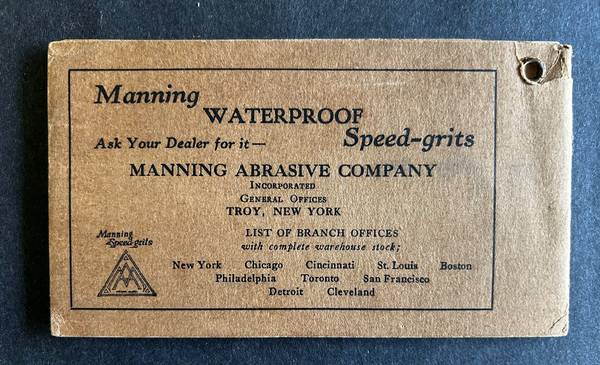 Manning
WATERPROOF
Ask Your Dealer for it— Speed-grits
MANNING ABRASIVE COMPANY
INCORPORATED
GENERAL OFFICES
TROY, NEW YORK
LIST OF BRANCH OFFICES
with complete warehouse stock;
Manning
Speed-grits
New York Chicago Cincinnati St. Louis Boston
Philadelphia Toronto San Francisco
Detroit Cleveland